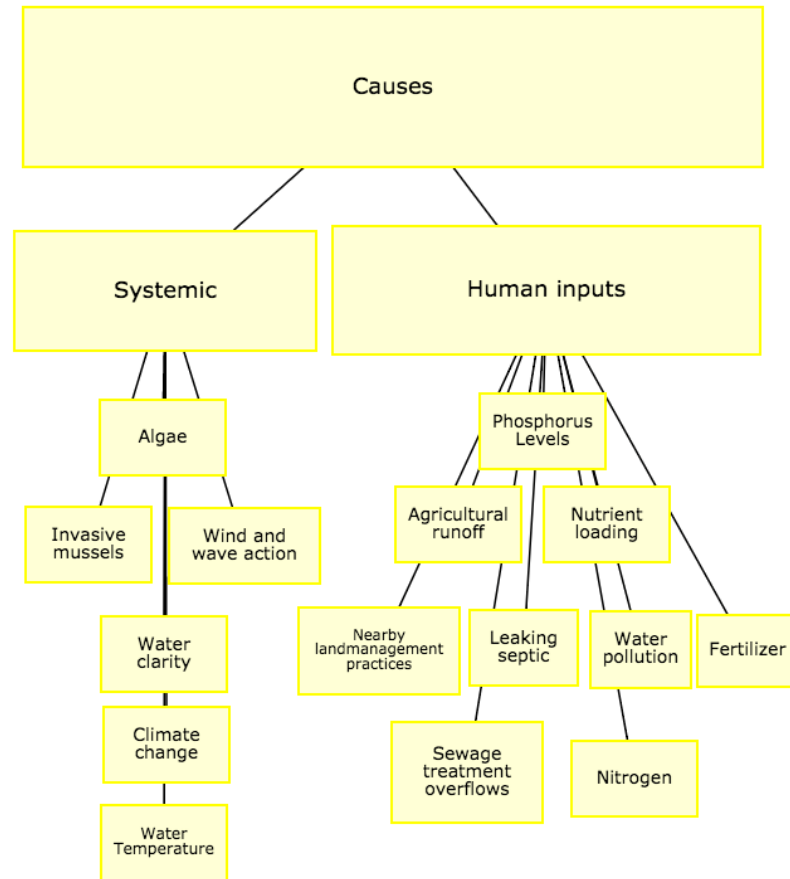 Causes
Systemic
Human inputs
Algae
Phosphorus
Levels
Invasive
mussels
Wind and
wave action
Agricultural
runoff
Nutrient
loading
Water
clarity
Nearby
landmanagement
practices
Leaking
septic
Water
pollution
Fertilizer
Climate
change
Sewage
treatment
overflows
Nitrogen
Water
Temperature